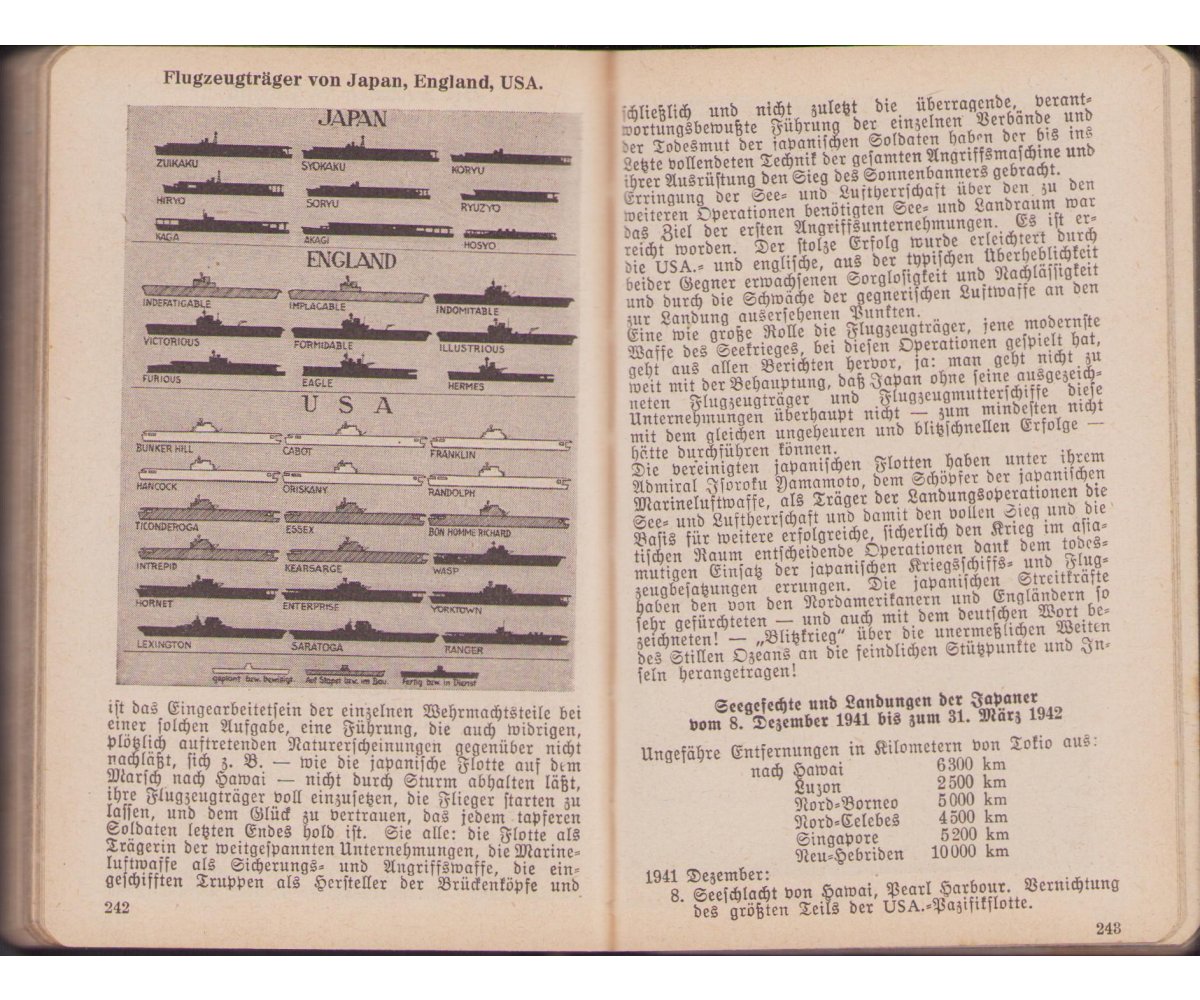 Flugzeugträger von Japan, England, USA.
JAPAN
ZUIKAKU SYOKAKU KORYU
HIRYO SORYU RYUZYO
KAGA AKAGI HOSYO
ENGLAND
INDEFATIGABLE IMPLACABLE INDOMITABLE
VICTORIOUS FORMIDABLE ILLUSTRIOUS
FURIOUS EAGLE HERMES
USA
BUNKER HILL CABOT FRANKLIN
HANCOCK ORISKANY RANDOLPH
TICONDEROGA ESSEX BON HOMME RICHARD
INTREPID KEARSARGE WASP
HORNET ENTERPRISE YORKTOWN
LEXINGTON SARATOGA RANGER
geplant bzw. bewilligt. Auf Stapel bzw. im Bau. Fertig bzw. in Dienst
ist das Eingearbeitetsein der einzelnen Wehrmachtsteile bei
einer solchen Aufgabe, eine Führung, die auch widrigen,
plötzlich auftretenden Naturerscheinungen gegenüber nicht
nachläßt, sich z. B. — wie die japanische Flotte auf dem
Marsch nach Hawai — nicht durch Sturm abhalten läßt,
ihre Flugzeugträger voll einzusetzen, die Flieger starten zu
lassen, und dem Glück zu vertrauen, das jedem tapferen
Soldaten letzten Endes hold ist. Sie alle: die Flotte als
Trägerin der weitgespannten Unternehmungen, die Marine-
luftwaffe als Sicherungs- und Angriffswaffe, die ein-
geschifften Truppen als Hersteller der Brückenköpfe und
242
schließlich und nicht zuletzt die überragende, verant-
wortungsbewußte Führung der einzelnen Verbände und
der Todesmut der japanischen Soldaten haben der bis ins
Letzte vollendeten Technik der gesamten Angriffsmaschine und
ihrer Ausrüstung den Sieg des Sonnenbanners gebracht.
Erringung der See- und Luftherrschaft über den zu den
weiteren Operationen benötigten See- und Landraum war
das Ziel der ersten Angriffsunternehmungen. Es ist er-
reicht worden. Der stolze Erfolg wurde erleichtert durch
die USA.- und englische, aus der typischen Überheblichkeit
beider Gegner erwachsenen Sorglosigkeit und Nachlässigkeit
und durch die Schwäche der gegnerischen Luftwaffe an den
zur Landung ausersehenen Punkten.
Eine wie große Rolle die Flugzeugträger, jene modernste
Waffe des Seekrieges, bei diesen Operationen gespielt hat,
geht aus allen Berichten hervor, ja: man geht nicht zu
weit mit der Behauptung, daß Japan ohne seine ausgezeich-
neten Flugzeugträger und Flugzeugmutterschiffe diese
Unternehmungen überhaupt nicht — zum mindesten nicht
mit dem gleichen ungeheuren und blitzschnellen Erfolge —
hätte durchführen können.
Die vereinigten japanischen Flotten haben unter ihrem
Admiral Isoroku Yamamoto, dem Schöpfer der japanischen
Marineluftwaffe, als Träger der Landungsoperationen die
See- und Luftherrschaft und damit den vollen Sieg und die
Basis für weitere erfolgreiche, sicherlich den Krieg im asia-
tischen Raum entscheidende Operationen dank dem todes-
mutigen Einsatz der japanischen Kriegsschiffs- und Flug-
zeugbesatzungen errungen. Die japanischen Streitkräfte
haben den von den Nordamerikanern und Engländern so
sehr gefürchteten — und auch mit dem deutschen Wort be-
zeichneten! — „Blitzkrieg“ über die unermeßlichen Weiten
des Stillen Ozeans an die feindlichen Stützpunkte und In-
seln herangetragen!
Seegefechte und Landungen der Japaner
vom 8. Dezember 1941 bis zum 31. März 1942
Ungefähre Entfernungen in Kilometern von Tokio aus:
nach Hawai 6300 km
Luzon 2500 km
Nord-Borneo 5000 km
Nord-Celebes 4500 km
Singapore 5200 km
Neu-Hebriden 10000 km
1941 Dezember:
8. Seeschlacht von Hawai, Pearl Harbour. Vernichtung
des größten Teils der USA.-Pazifikflotte.
243